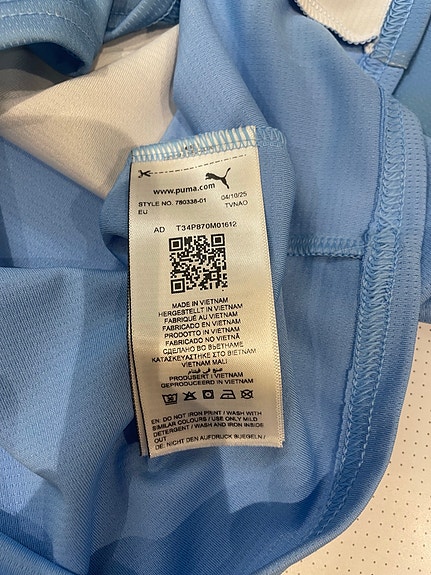 www.puma.com
STYLE NO. 780338-01 04/10/25
EU TVNAO
AD T34P870M01612
MADE IN VIETNAM
HERGESTELLT IN VIETNAM
FABRIQUÉ AU VIETNAM
FABRICADO EN VIETNAM
PRODOTTO IN VIETNAM
FABRICADO NO VIETNÃ
СДЕЛАНО ВО ВЬЕТНАМЕ
ΚΑΤΑΣΚΕΥΑΣΤΗΚΕ ΣΤΟ ΒΙΕΤΝΑΜ
VIETNAM MALI
صنع في فيتنام
PRODUSERT I VIETNAM
GEPRODUCEERD IN VIETNAM
EN: DO NOT IRON PRINT / WASH WITH
SIMILAR COLOURS / USE ONLY MILD
DETERGENT / WASH AND IRON INSIDE
OUT
DE: NICHT DEN AUFDRUCK BUEGELN /